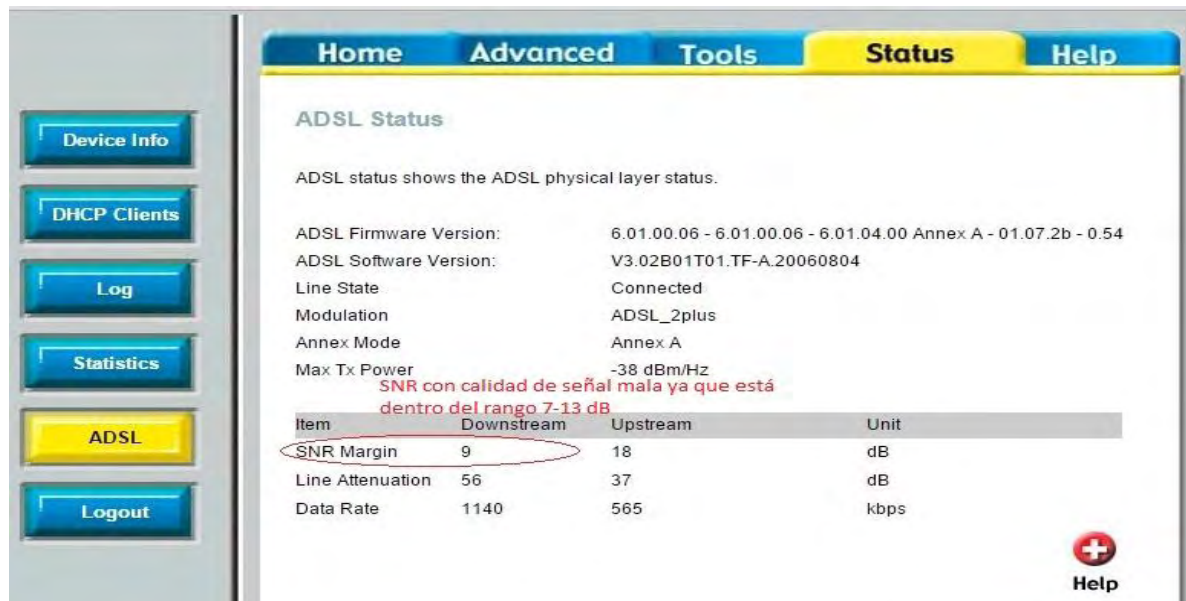 Home Advanced Tools Status Help
Device Info
DHCP Clients
Log
Statistics
ADSL
Logout
ADSL Status
ADSL status shows the ADSL physical layer status.
ADSL Firmware Version: 6.01.00.06 - 6.01.00.06 - 6.01.04.00 Annex A - 01.07.2b - 0.54
ADSL Software Version: V3.02B01T01.TF-A.20060804
Line State Connected
Modulation ADSL_2plus
Annex Mode Annex A
Max Tx Power -38 dBm/Hz
SNR con calidad de señal mala ya que está
dentro del rango 7-13 dB
Item Downstream Upstream Unit
SNR Margin 9 18 dB
Line Attenuation 56 37 dB
Data Rate 1140 565 kbps
Help